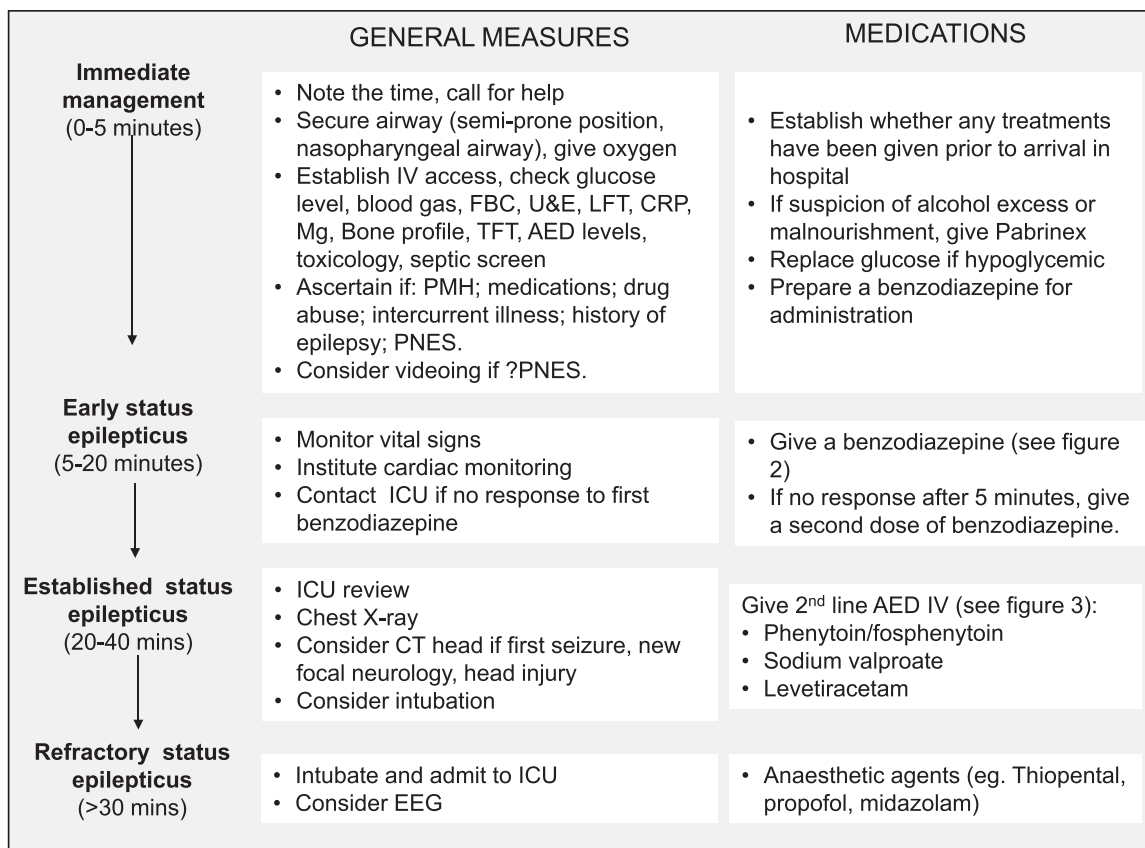 GENERAL MEASURES
MEDICATIONS
Immediate
management
(0-5 minutes)
• Note the time, call for help
• Secure airway (semi-prone position,
nasopharyngeal airway), give oxygen
• Establish IV access, check glucose
level, blood gas, FBC, U&E, LFT, CRP,
Mg, Bone profile, TFT, AED levels,
toxicology, septic screen
• Ascertain if: PMH; medications; drug
abuse; intercurrent illness; history of
epilepsy; PNES.
• Consider videoing if ?PNES.
• Establish whether any treatments
have been given prior to arrival in
hospital
• If suspicion of alcohol excess or
malnourishment, give Pabrinex
• Replace glucose if hypoglycemic
• Prepare a benzodiazepine for
administration
Early status
epilepticus
(5-20 minutes)
• Monitor vital signs
• Institute cardiac monitoring
• Contact ICU if no response to first
benzodiazepine
• Give a benzodiazepine (see figure
2)
• If no response after 5 minutes, give
a second dose of benzodiazepine.
Established status
epilepticus
(20-40 mins)
• ICU review
• Chest X-ray
• Consider CT head if first seizure, new
focal neurology, head injury
• Consider intubation
Give 2nd line AED IV (see figure 3):
• Phenytoin/fosphenytoin
• Sodium valproate
• Levetiracetam
Refractory status
epilepticus
(>30 mins)
• Intubate and admit to ICU
• Consider EEG
• Anaesthetic agents (eg. Thiopental,
propofol, midazolam)